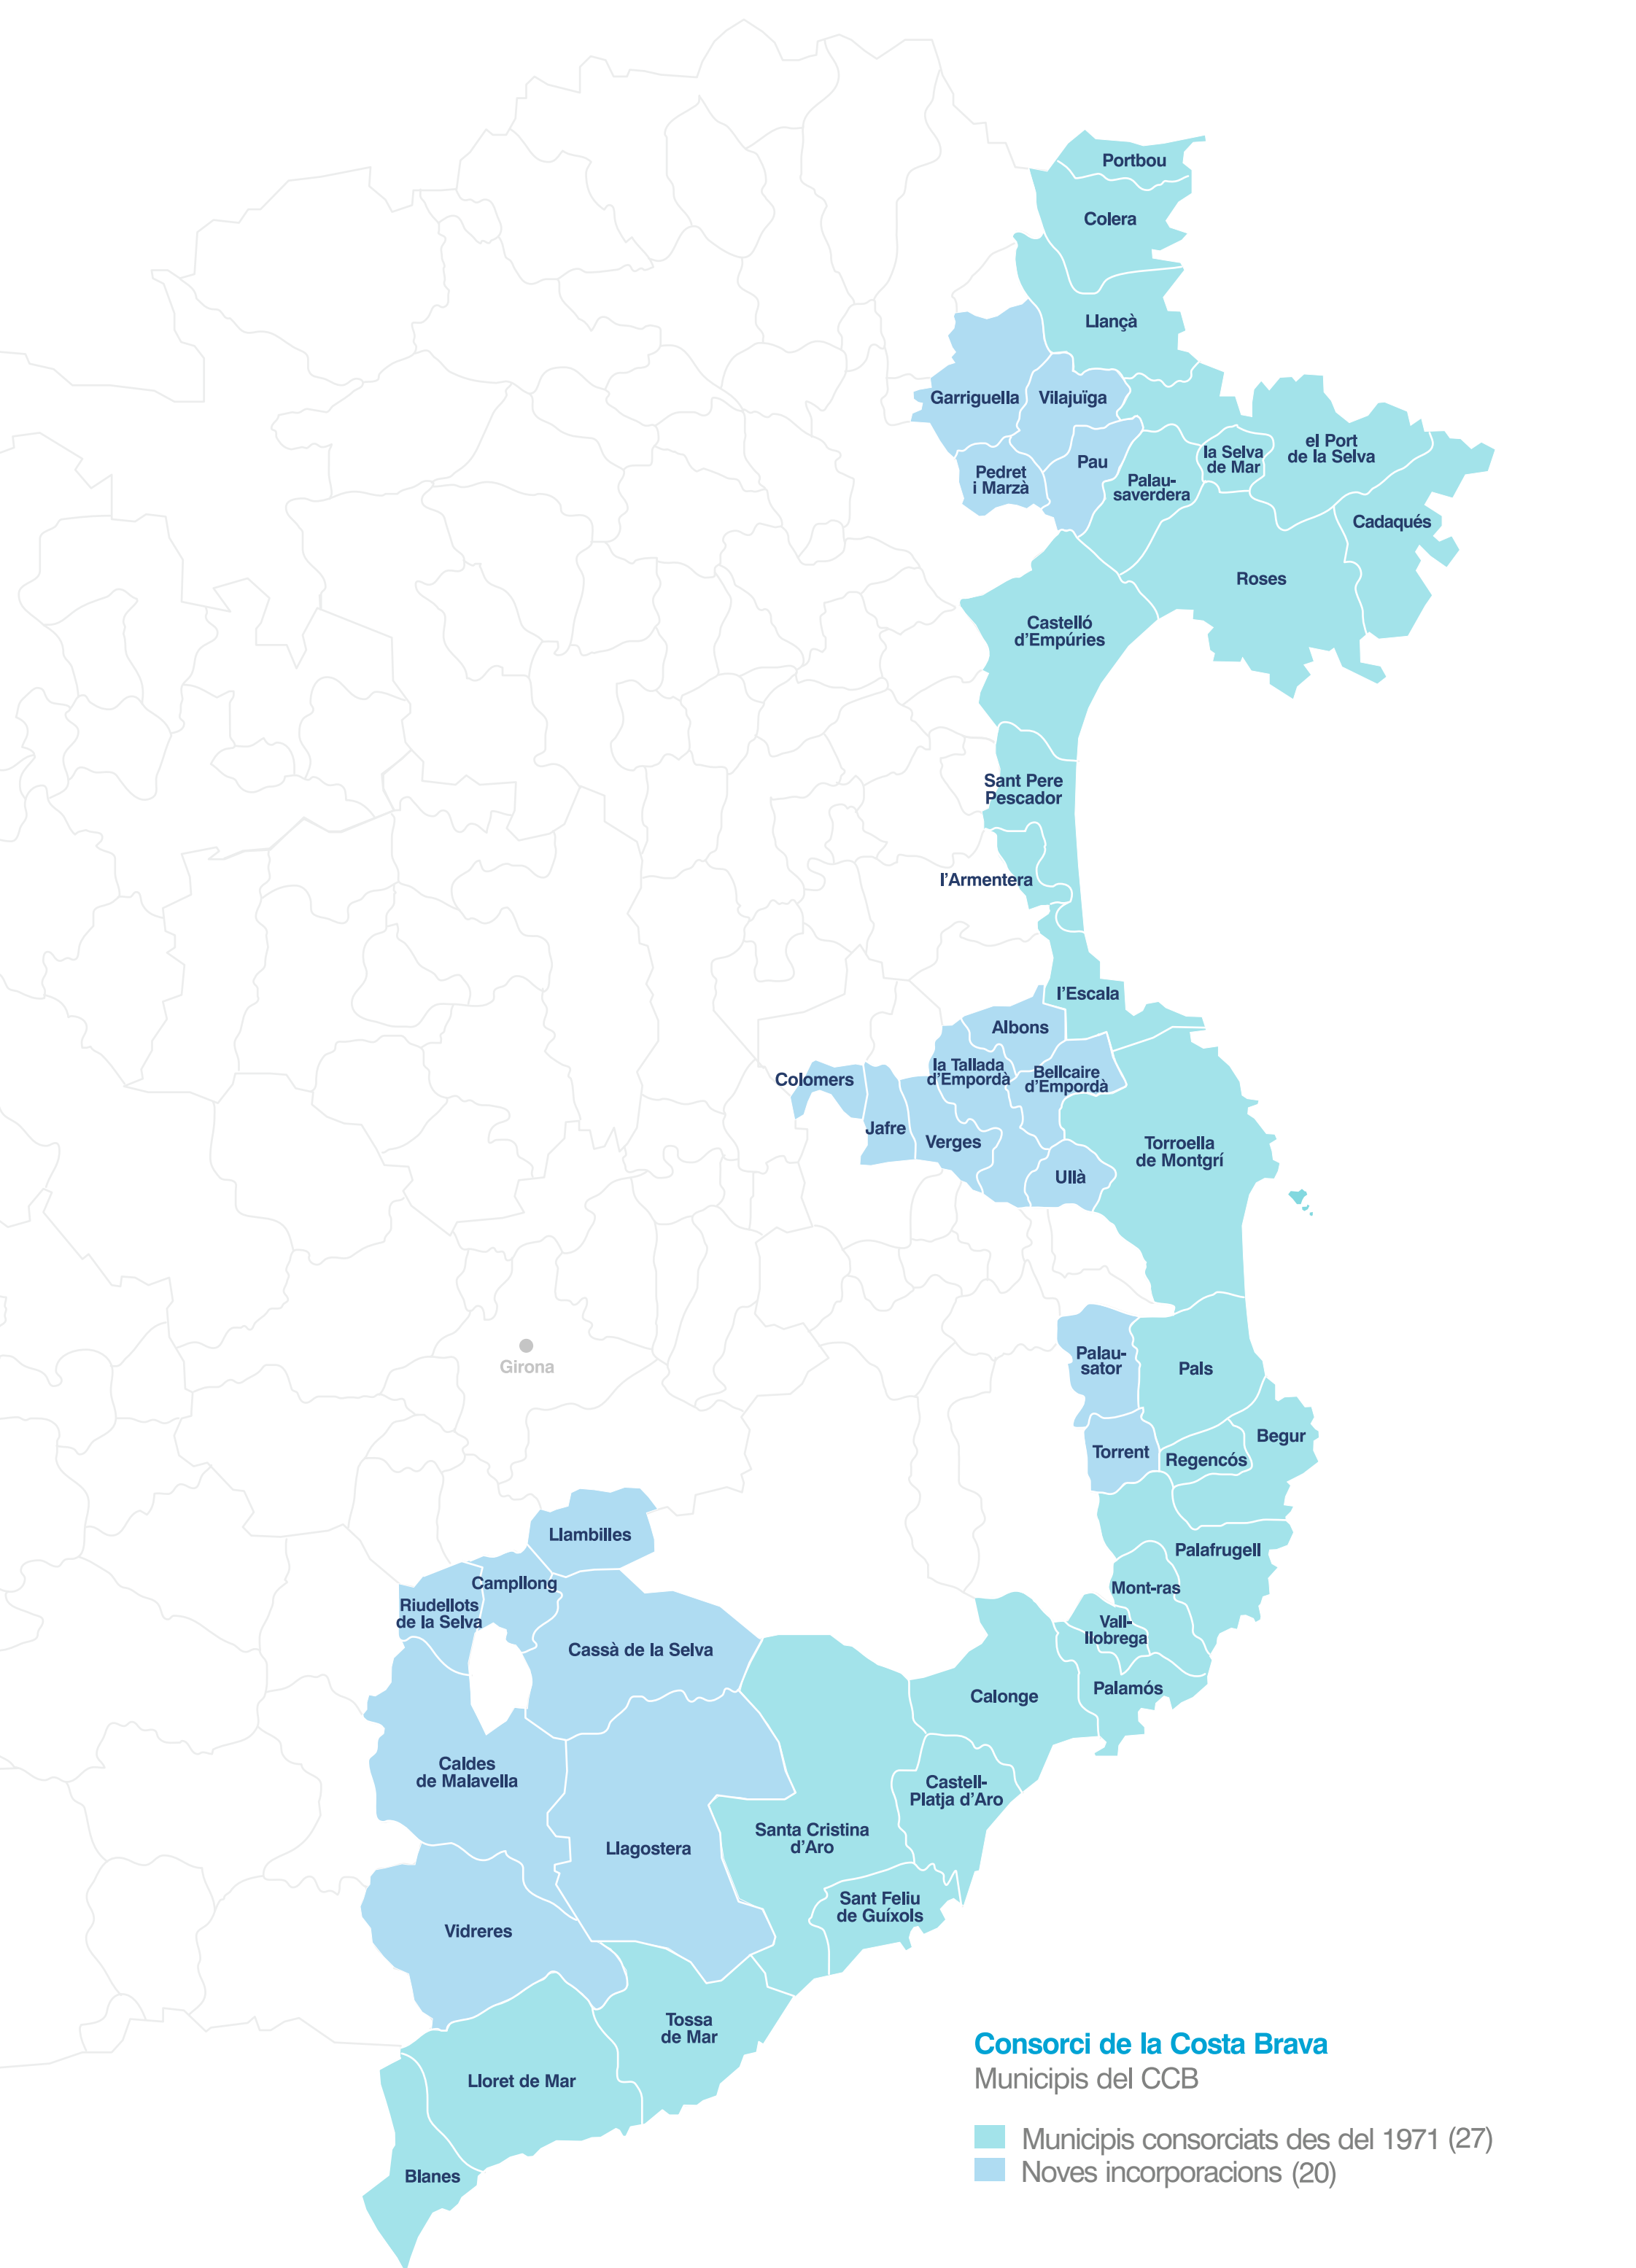 Portbou
Colera
Llançà
Garriguella
Vilajuïga
Pau
Pedret
i Marzà
Palau-
saverdera
la Selva
de Mar
el Port
de la Selva
Cadaqués
Roses
Castelló
d'Empúries
Sant Pere
Pescador
l'Armentera
l'Escala
Albons
la Tallada
d'Empordà
Bellcaire
d'Empordà
Colomers
Jafre
Verges
Ullà
Torroella
de Montgrí
Girona
Palau-
sator
Pals
Torrent
Regencós
Begur
Palafrugell
Mont-ras
Vall-
llobrega
Palamós
Calonge
Llambilles
Campllong
Riudellots
de la Selva
Cassà de la Selva
Caldes
de Malavella
Llagostera
Castell-
Platja d'Aro
Santa Cristina
d'Aro
Sant Feliu
de Guíxols
Vidreres
Tossa
de Mar
Lloret de Mar
Blanes
Consorci de la Costa Brava
Municipis del CCB
Municipis consorciats des del 1971 (27)
Noves incorporacions (20)